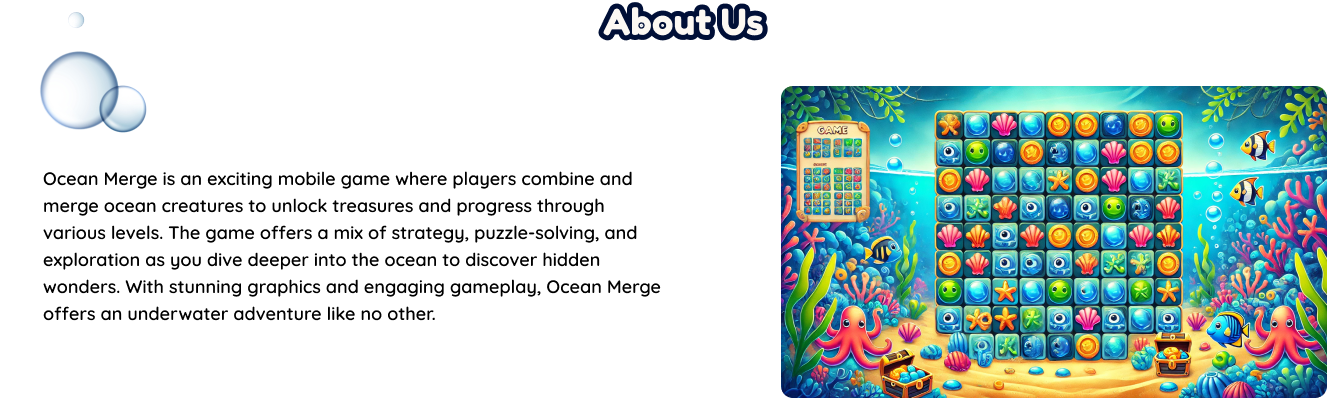 About Us
Ocean Merge is an exciting mobile game where players combine and
merge ocean creatures to unlock treasures and progress through
various levels. The game offers a mix of strategy, puzzle-solving, and
exploration as you dive deeper into the ocean to discover hidden
wonders. With stunning graphics and engaging gameplay, Ocean Merge
offers an underwater adventure like no other.
GAME